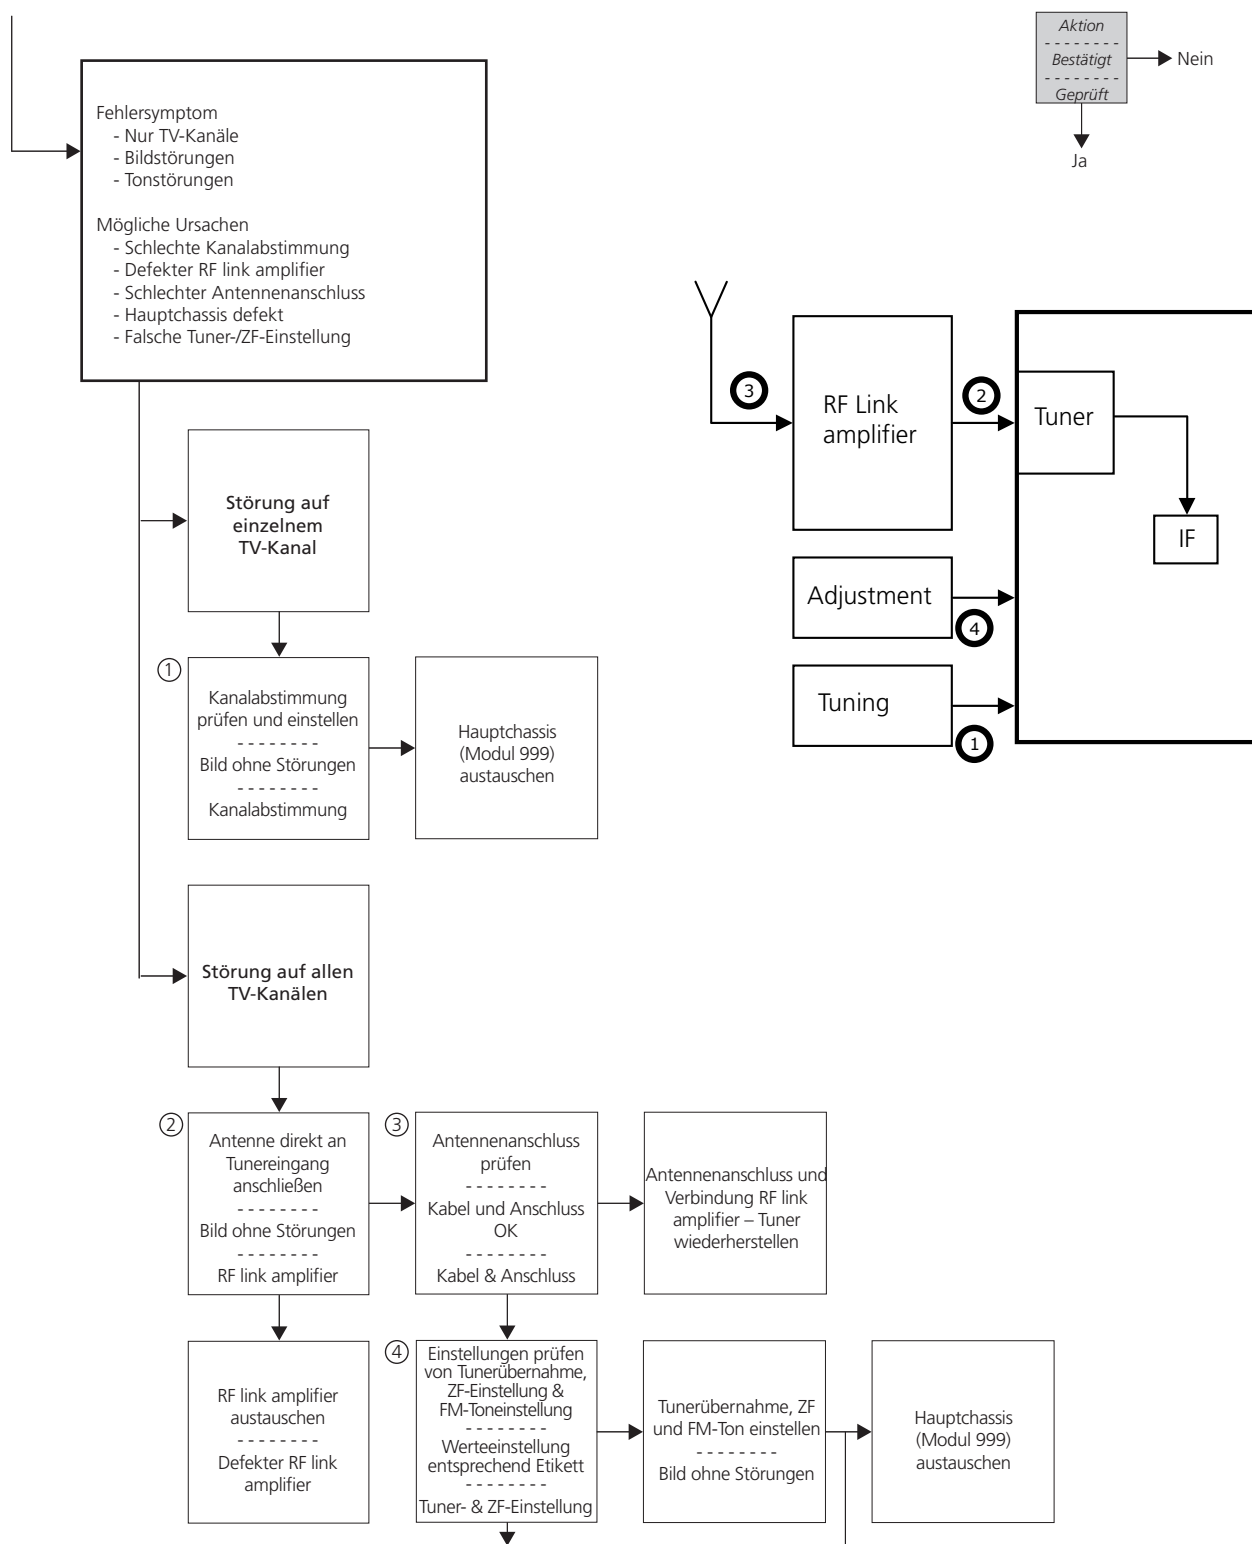 Aktion
- - - - - - - -
Bestätigt
- - - - - - - -
Geprüft
Nein
Ja
Fehlersymptom
- Nur TV-Kanäle
- Bildstörungen
- Tonstörungen
Mögliche Ursachen
- Schlechte Kanalabstimmung
- Defekter RF link amplifier
- Schlechter Antennenanschluss
- Hauptchassis defekt
- Falsche Tuner-/ZF-Einstellung
3
RF Link
amplifier
2
Tuner
IF
Adjustment
4
Tuning
1
Störung auf
einzelnem
TV-Kanal
1
Kanalabstimmung
prüfen und einstellen
- - - - - - - -
Bild ohne Störungen
- - - - - - - -
Kanalabstimmung
Hauptchassis
(Modul 999)
austauschen
Störung auf allen
TV-Kanälen
2
Antenne direkt an
Tunereingang
anschließen
- - - - - - - -
Bild ohne Störungen
- - - - - - - -
RF link amplifier
3
Antennenanschluss
prüfen
- - - - - - - -
Kabel und Anschluss
OK
- - - - - - - -
Kabel & Anschluss
Antennenanschluss und
Verbindung RF link
amplifier – Tuner
wiederherstellen
RF link amplifier
austauschen
- - - - - - - -
Defekter RF link
amplifier
4
Einstellungen prüfen
von Tunerübernahme,
ZF-Einstellung &
FM-Toneinstellung
- - - - - - - -
Werteeinstellung
entsprechend Etikett
- - - - - - - -
Tuner- & ZF-Einstellung
Tunerübernahme, ZF
und FM-Ton einstellen
- - - - - - - -
Bild ohne Störungen
Hauptchassis
(Modul 999)
austauschen